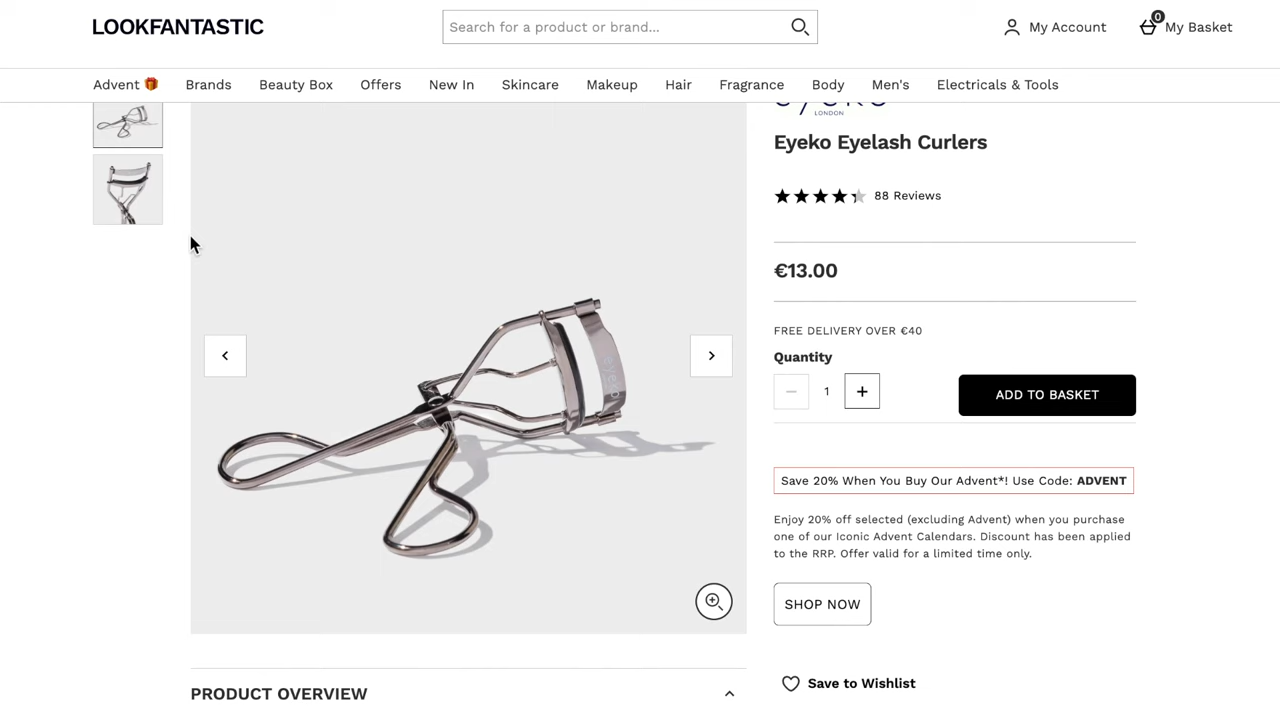 LOOKFANTASTIC
Search for a product or brand...
0
My Account
My Basket
Advent
Brands
Beauty Box
Offers
New In
Skincare
Makeup
Hair
Fragrance
Body
Men's
Electricals & Tools
eyeko
LONDON
Eyeko Eyelash Curlers
88 Reviews
€13.00
FREE DELIVERY OVER €40
Quantity
1
ADD TO BASKET
eyeko
Save 20% When You Buy Our Advent*! Use Code: ADVENT
Enjoy 20% off selected (excluding Advent) when you purchase
one of our Iconic Advent Calendars. Discount has been applied
to the RRP. Offer valid for a limited time only.
SHOP NOW
Save to Wishlist
PRODUCT OVERVIEW